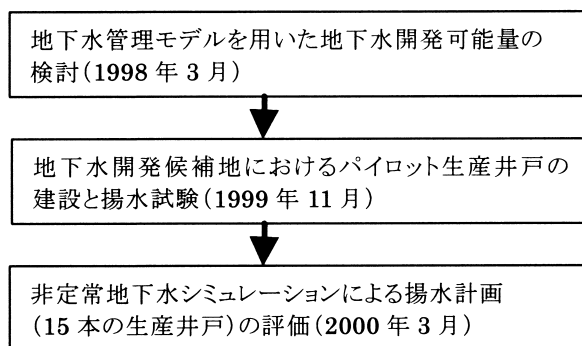 地下水管理モデルを用いた地下水開発可能量の
検討(1998 年 3 月)
地下水開発候補地におけるパイロット生産井戸の
建設と揚水試験(1999 年 11 月)
非定常地下水シミュレーションによる揚水計画
(15 本の生産井戸)の評価(2000 年 3 月)